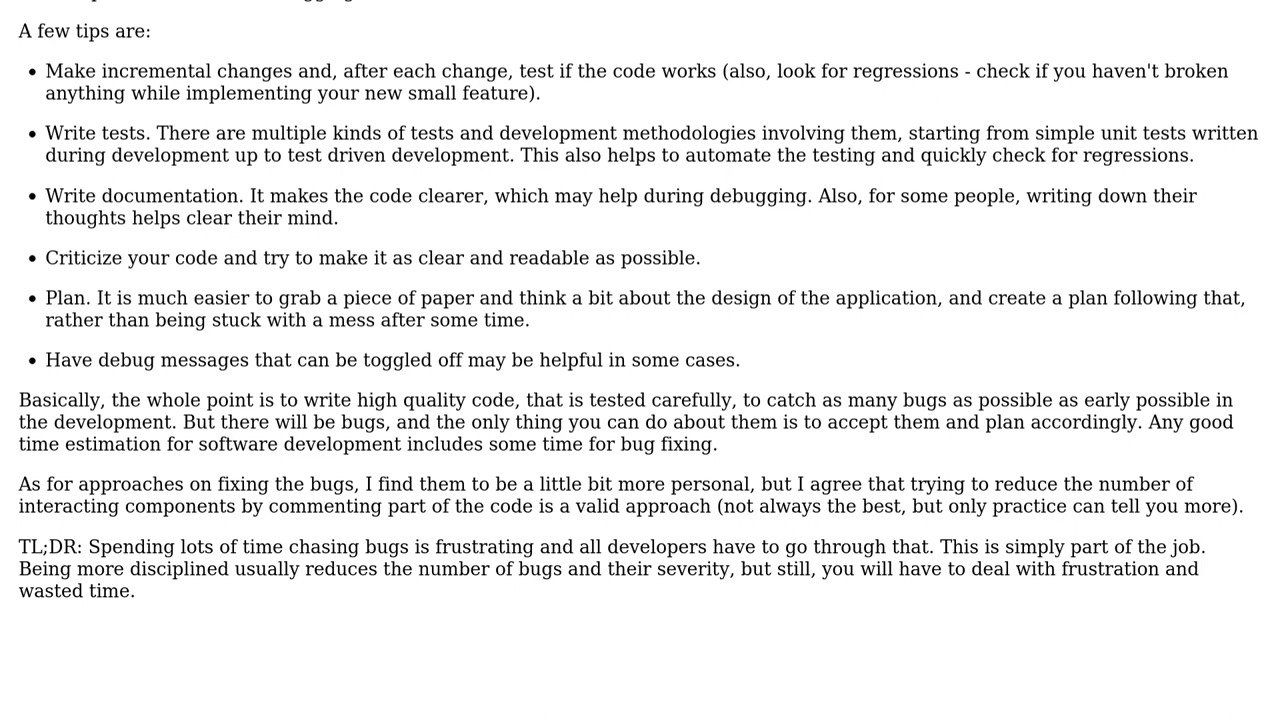 A few tips are:
• Make incremental changes and, after each change, test if the code works (also, look for regressions - check if you haven't broken
anything while implementing your new small feature).
• Write tests. There are multiple kinds of tests and development methodologies involving them, starting from simple unit tests written
during development up to test driven development. This also helps to automate the testing and quickly check for regressions.
• Write documentation. It makes the code clearer, which may help during debugging. Also, for some people, writing down their
thoughts helps clear their mind.
• Criticize your code and try to make it as clear and readable as possible.
• Plan. It is much easier to grab a piece of paper and think a bit about the design of the application, and create a plan following that,
rather than being stuck with a mess after some time.
• Have debug messages that can be toggled off may be helpful in some cases.
Basically, the whole point is to write high quality code, that is tested carefully, to catch as many bugs as possible as early possible in
the development. But there will be bugs, and the only thing you can do about them is to accept them and plan accordingly. Any good
time estimation for software development includes some time for bug fixing.
As for approaches on fixing the bugs, I find them to be a little bit more personal, but I agree that trying to reduce the number of
interacting components by commenting part of the code is a valid approach (not always the best, but only practice can tell you more).
TL;DR: Spending lots of time chasing bugs is frustrating and all developers have to go through that. This is simply part of the job.
Being more disciplined usually reduces the number of bugs and their severity, but still, you will have to deal with frustration and
wasted time.